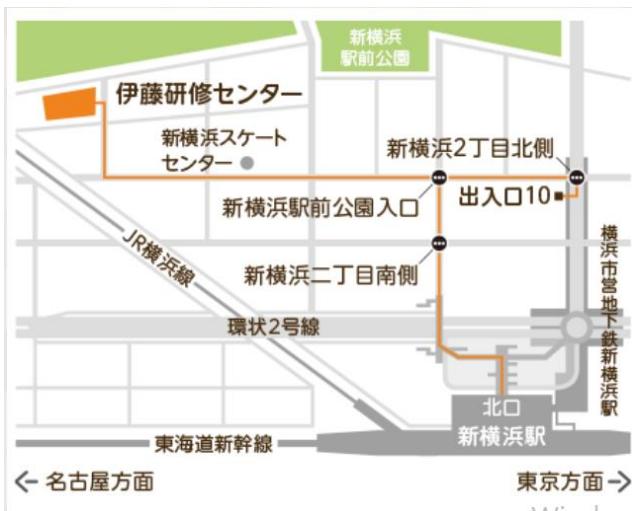 新横浜
駅前公園
伊藤研修センター
新横浜スケート
センター
新横浜2丁目北側
新横浜駅前公園入口
出入口10
新横浜二丁目南側
JR横浜線
横浜市営地下鉄新横浜駅
環状2号線
北口
新横浜駅
東海道新幹線
名古屋方面
東京方面